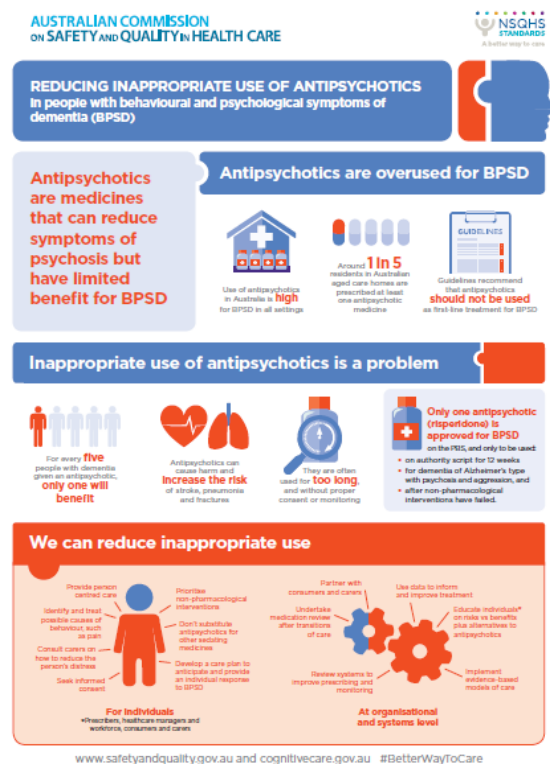 AUSTRALIAN COMMISSION
ON SAFETY AND QUALITY IN HEALTH CARE
NSQHS
STANDARDS
A better way to care
REDUCING INAPPROPRIATE USE OF ANTIPSYCHOTICS
in people with behavioural and psychological symptoms of
dementia (BPSD)
Antipsychotics
are medicines
that can reduce
symptoms of
psychosis but
have limited
benefit for BPSD
Antipsychotics are overused for BPSD
Use of antipsychotics
in Australia is high
for BPSD in all settings
Around 1 in 5
residents in Australian
aged care homes are
prescribed at least
one antipsychotic
medicine
GUIDELINES
Guidelines recommend
that antipsychotics
should not be used
as first-line treatment for BPSD
Inappropriate use of antipsychotics is a problem
For every five
people with dementia
given an antipsychotic,
only one will
benefit
Antipsychotics can
cause harm and
increase the risk
of stroke, pneumonia
and fractures
They are often
used for too long,
and without proper
consent or monitoring
Only one antipsychotic
(risperidone) is
approved for BPSD
on the PBS, and only to be used:
• on authority script for 12 weeks
• for dementia of Alzheimer's type
with psychosis and aggression, and
• after non-pharmacological
interventions have failed.
We can reduce inappropriate use
Provide person
centred care
Identify and treat
possible causes of
behaviour, such
as pain
Consult carers on
how to reduce the
person's distress
Seek informed
consent
Prioritise
non-pharmacological
interventions
Don't substitute
antipsychotics for
other sedating
medicines
Develop a care plan to
anticipate and provide
an individual response
to BPSD
For individuals
*Prescribers, healthcare managers and
workforce, consumers and carers
Partner with
consumers and carers
Undertake
medication review
after transitions
of care
Review systems to
improve prescribing and
monitoring
Use data to inform
and improve treatment
Educate individuals*
on risks vs benefits
plus alternatives to
antipsychotics
Implement
evidence-based
models of care
At organisational
and systems level
www.safetyandquality.gov.au and cognitivecare.gov.au #BetterWayToCare